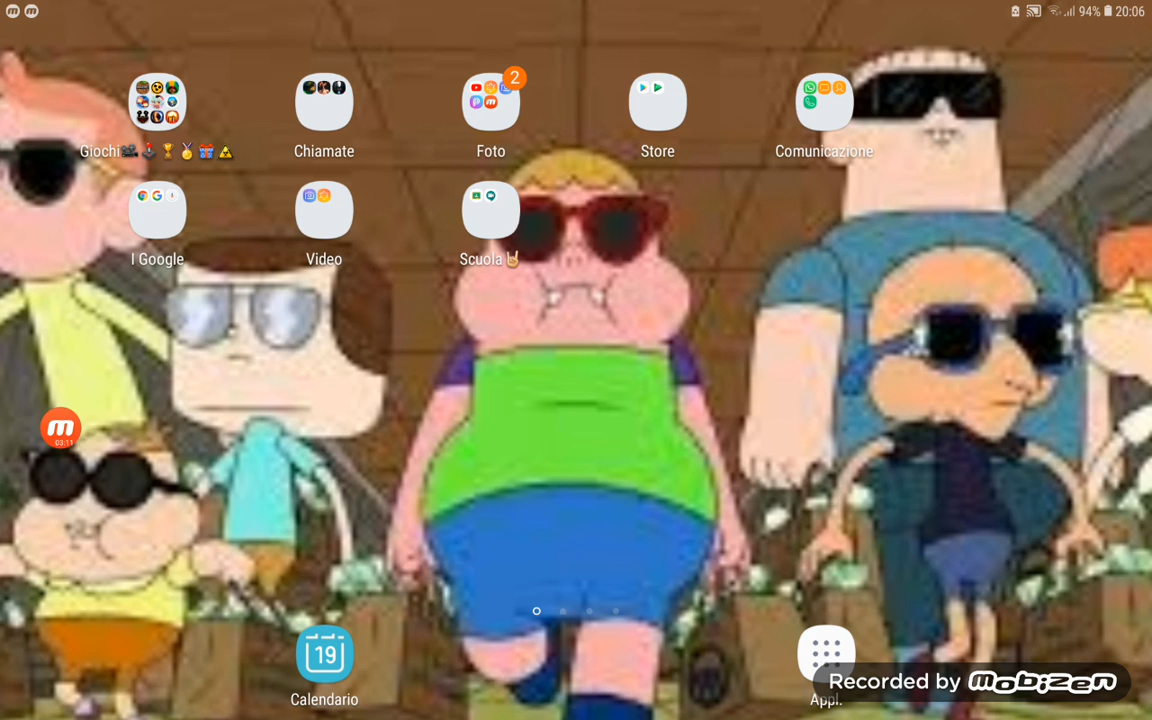 94% 20:06
2
Giochi🎥🕹️🏆🏅🎁⚠️ Chiamate Foto Store Comunicazione
I Google Video Scuola🤘
m
03:11
19
Calendario Appl.
Recorded by mobizen